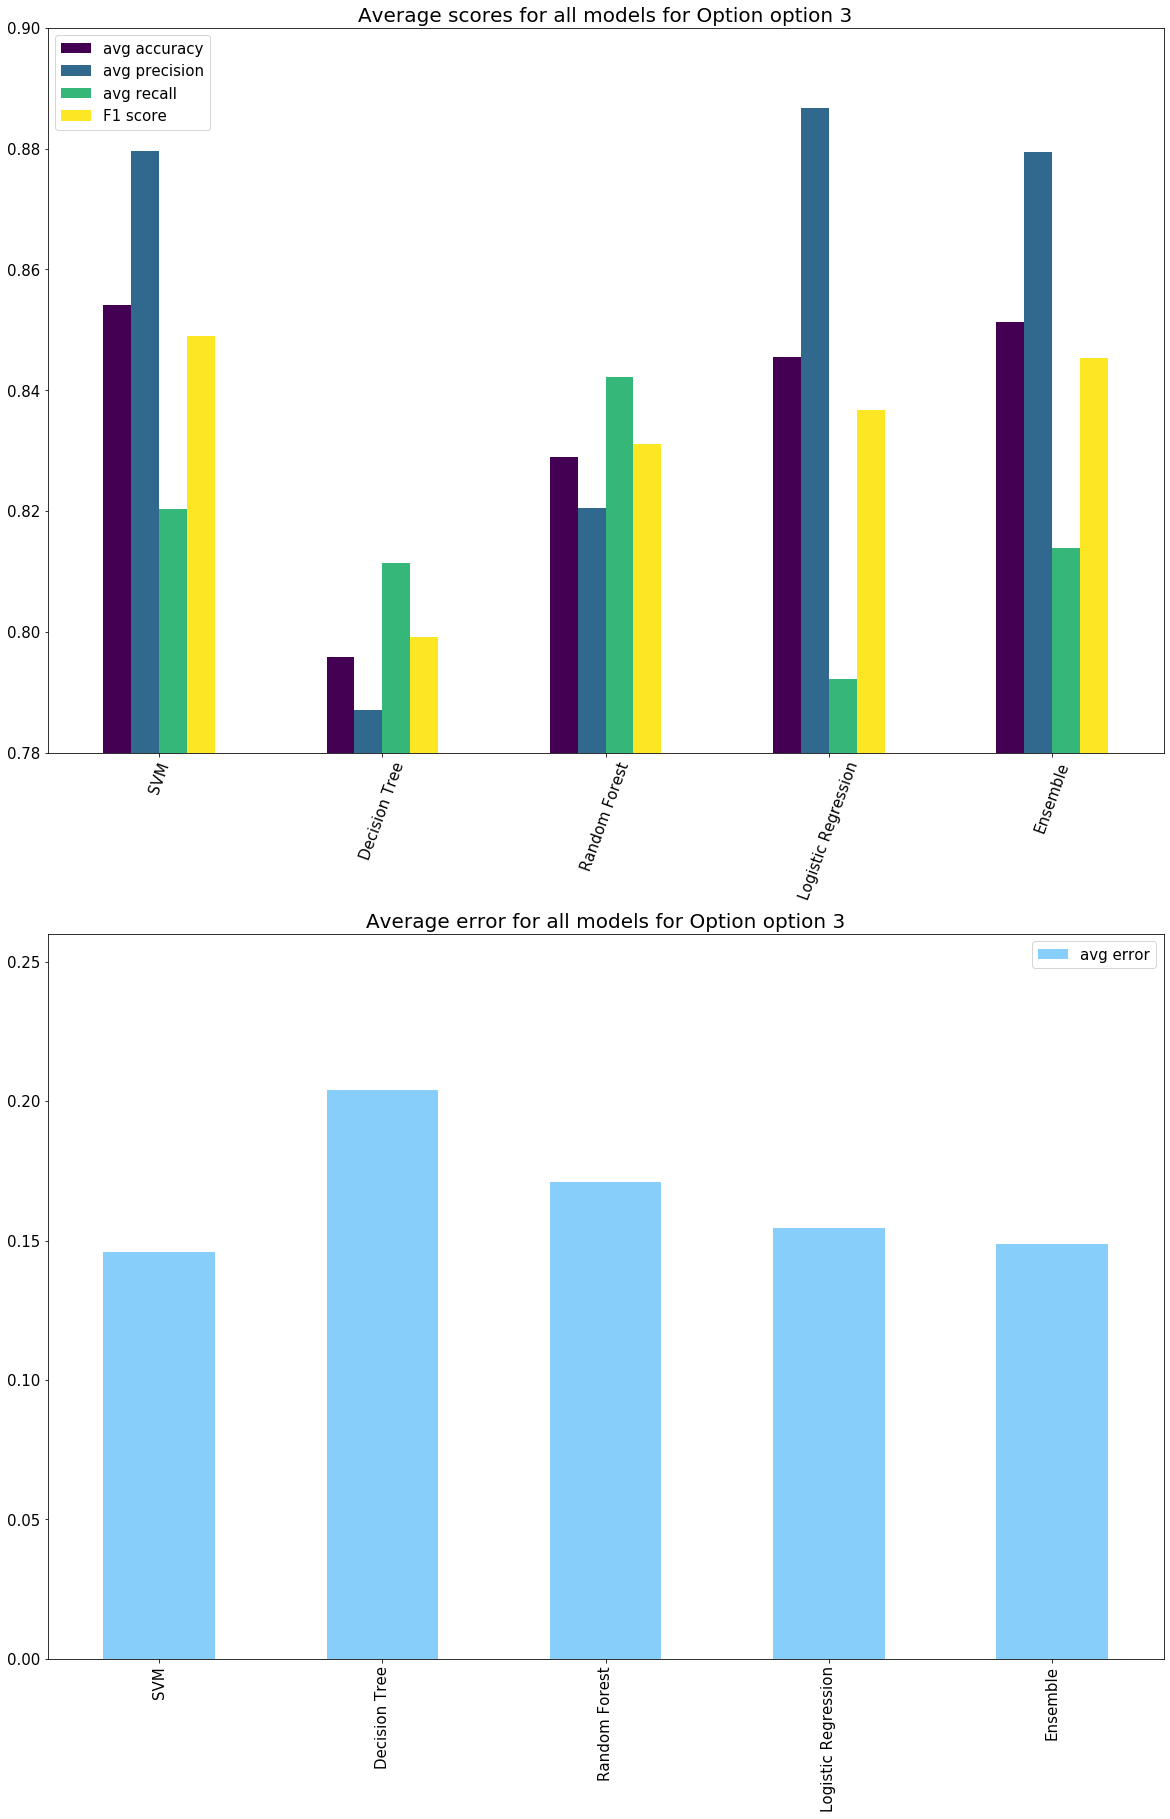 Average scores for all models for Option option 3
0.90
0.88
0.86
0.84
0.82
0.80
0.78
avg accuracy
avg precision
avg recall
F1 score
SVM
Decision Tree
Random Forest
Logistic Regression
Ensemble
Average error for all models for Option option 3
0.25
0.20
0.15
0.10
0.05
0.00
avg error
SVM
Decision Tree
Random Forest
Logistic Regression
Ensemble